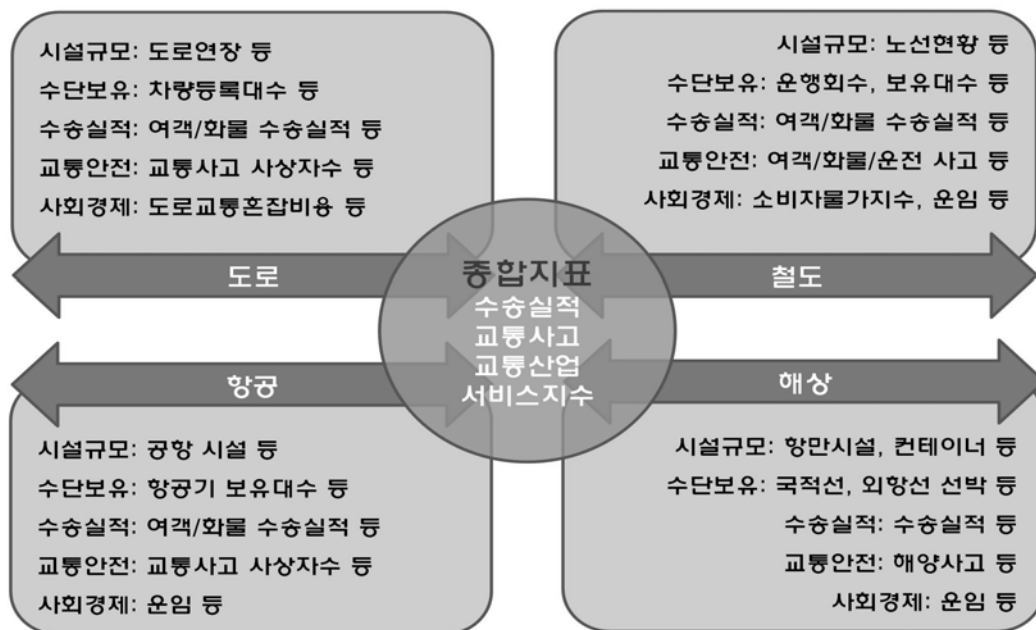 시설규모: 도로연장 등
수단보유: 차량등록대수 등
수송실적: 여객/화물 수송실적 등
교통안전: 교통사고 사상자수 등
사회경제: 도로교통혼잡비용 등
도로
시설규모: 노선현황 등
수단보유: 운행회수, 보유대수 등
수송실적: 여객/화물 수송실적 등
교통안전: 여객/화물/운전 사고 등
사회경제: 소비자물가지수, 운임 등
철도
종합지표
수송실적
교통사고
교통산업
서비스지수
항공
시설규모: 공항 시설 등
수단보유: 항공기 보유대수 등
수송실적: 여객/화물 수송실적 등
교통안전: 교통사고 사상자수 등
사회경제: 운임 등
해상
시설규모: 항만시설, 컨테이너 등
수단보유: 국적선, 외항선 선박 등
수송실적: 수송실적 등
교통안전: 해양사고 등
사회경제: 운임 등